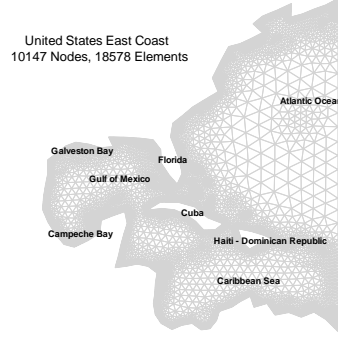 United States East Coast
10147 Nodes, 18578 Elements
Atlantic Ocea
Galveston Bay
Florida
Gulf of Mexico
Cuba
Campeche Bay
Haiti - Dominican Republic
Caribbean Sea